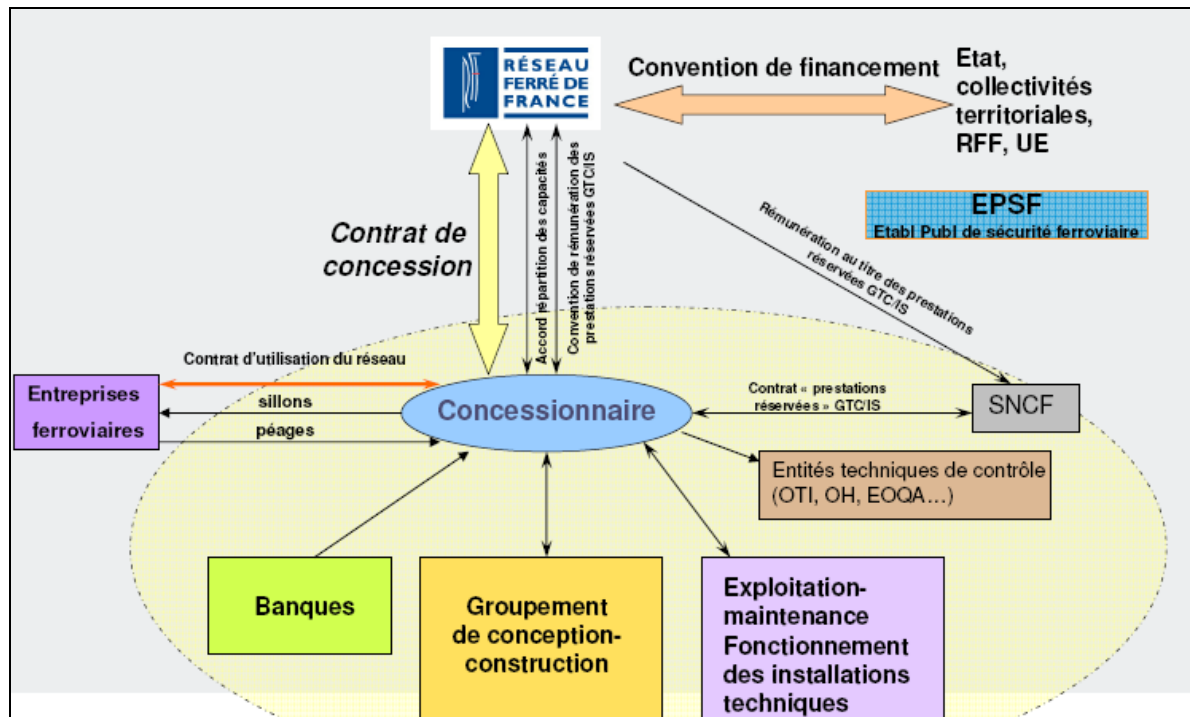 RÉSEAU
FERRÉ DE
FRANCE
Convention de financement
Etat,
collectivités
territoriales,
RFF, UE
EPSF
Etabl Publ de sécurité ferroviaire
Contrat de
concession
Accord répartition des capacités
Convention de rémunération des
prestations réservées GTC/IS
Rémunération au titre des prestations
réservées GTC/IS
Contrat d'utilisation du réseau
Entreprises
ferroviaires
sillons
péages
Concessionnaire
Contrat « prestations
réservées » GTC/IS
SNCF
Entités techniques de contrôle
(OTI, OH, EOQA...)
Banques
Groupement
de conception-
construction
Exploitation-
maintenance
Fonctionnement
des installations
techniques